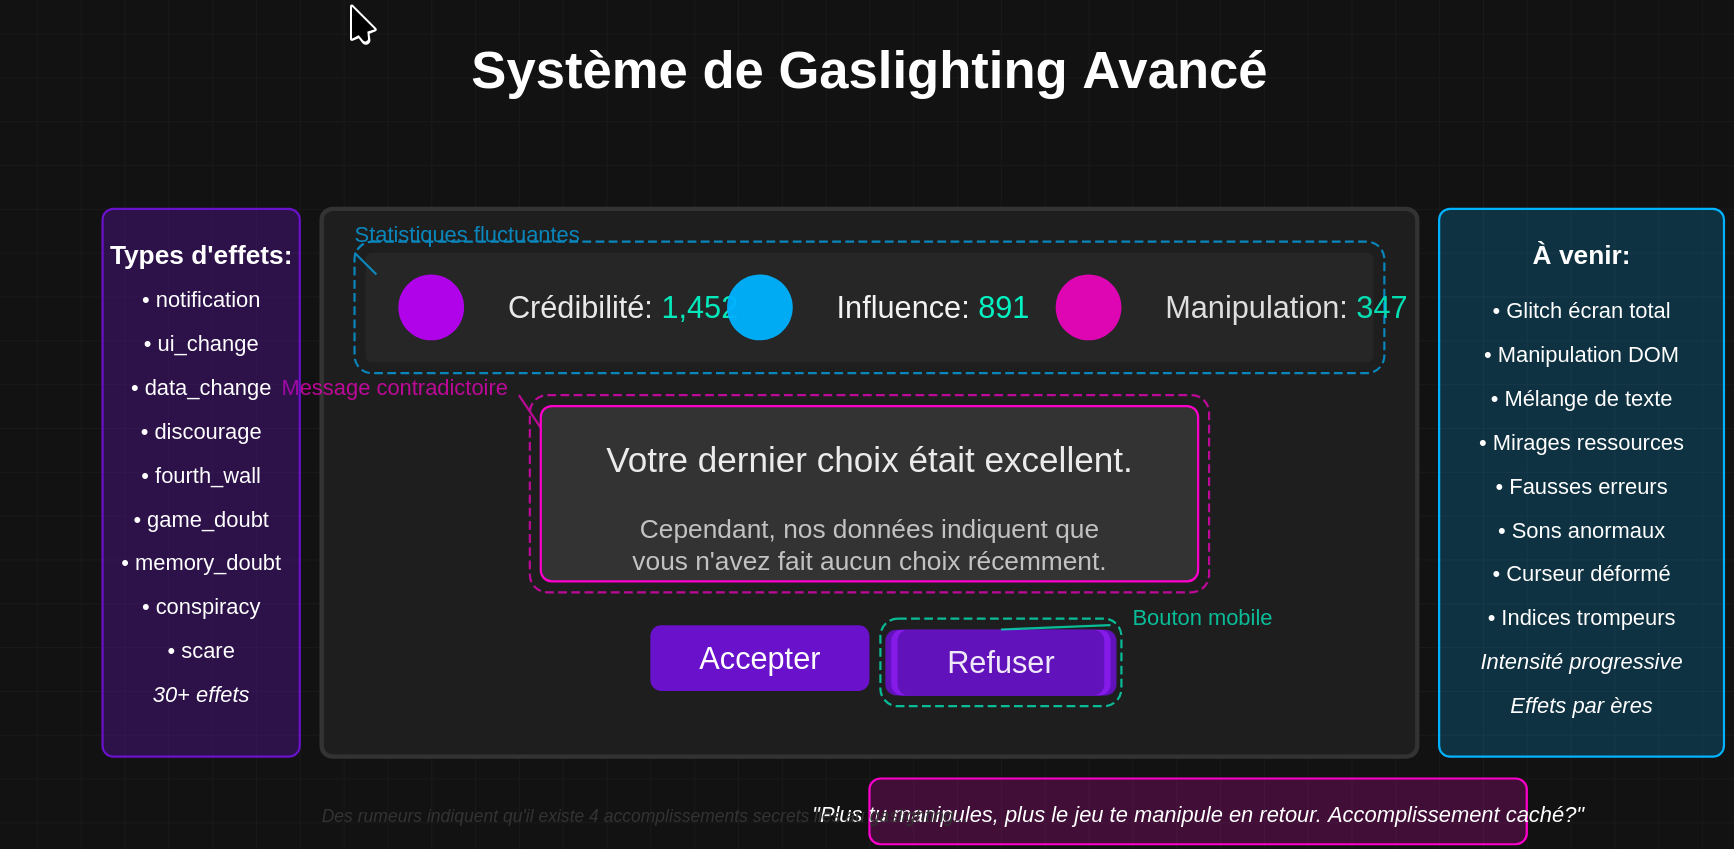 Système de Gaslighting Avancé
Types d'effets:
• notification
• ui_change
• data_change
• discourage
• fourth_wall
• game_doubt
• memory_doubt
• conspiracy
• scare
30+ effets
Statistiques fluctuantes
Crédibilité: 1,452
Influence: 891
Manipulation: 347
Message contradictoire
Votre dernier choix était excellent.
Cependant, nos données indiquent que
vous n'avez fait aucun choix récemment.
Accepter
Refuser
Bouton mobile
À venir:
• Glitch écran total
• Manipulation DOM
• Mélange de texte
• Mirages ressources
• Fausses erreurs
• Sons anormaux
• Curseur déformé
• Indices trompeurs
Intensité progressive
Effets par ères
Des rumeurs indiquent qu'il existe 4 accomplissements secrets
"Plus tu manipules, plus le jeu te manipule en retour. Accomplissement caché?"